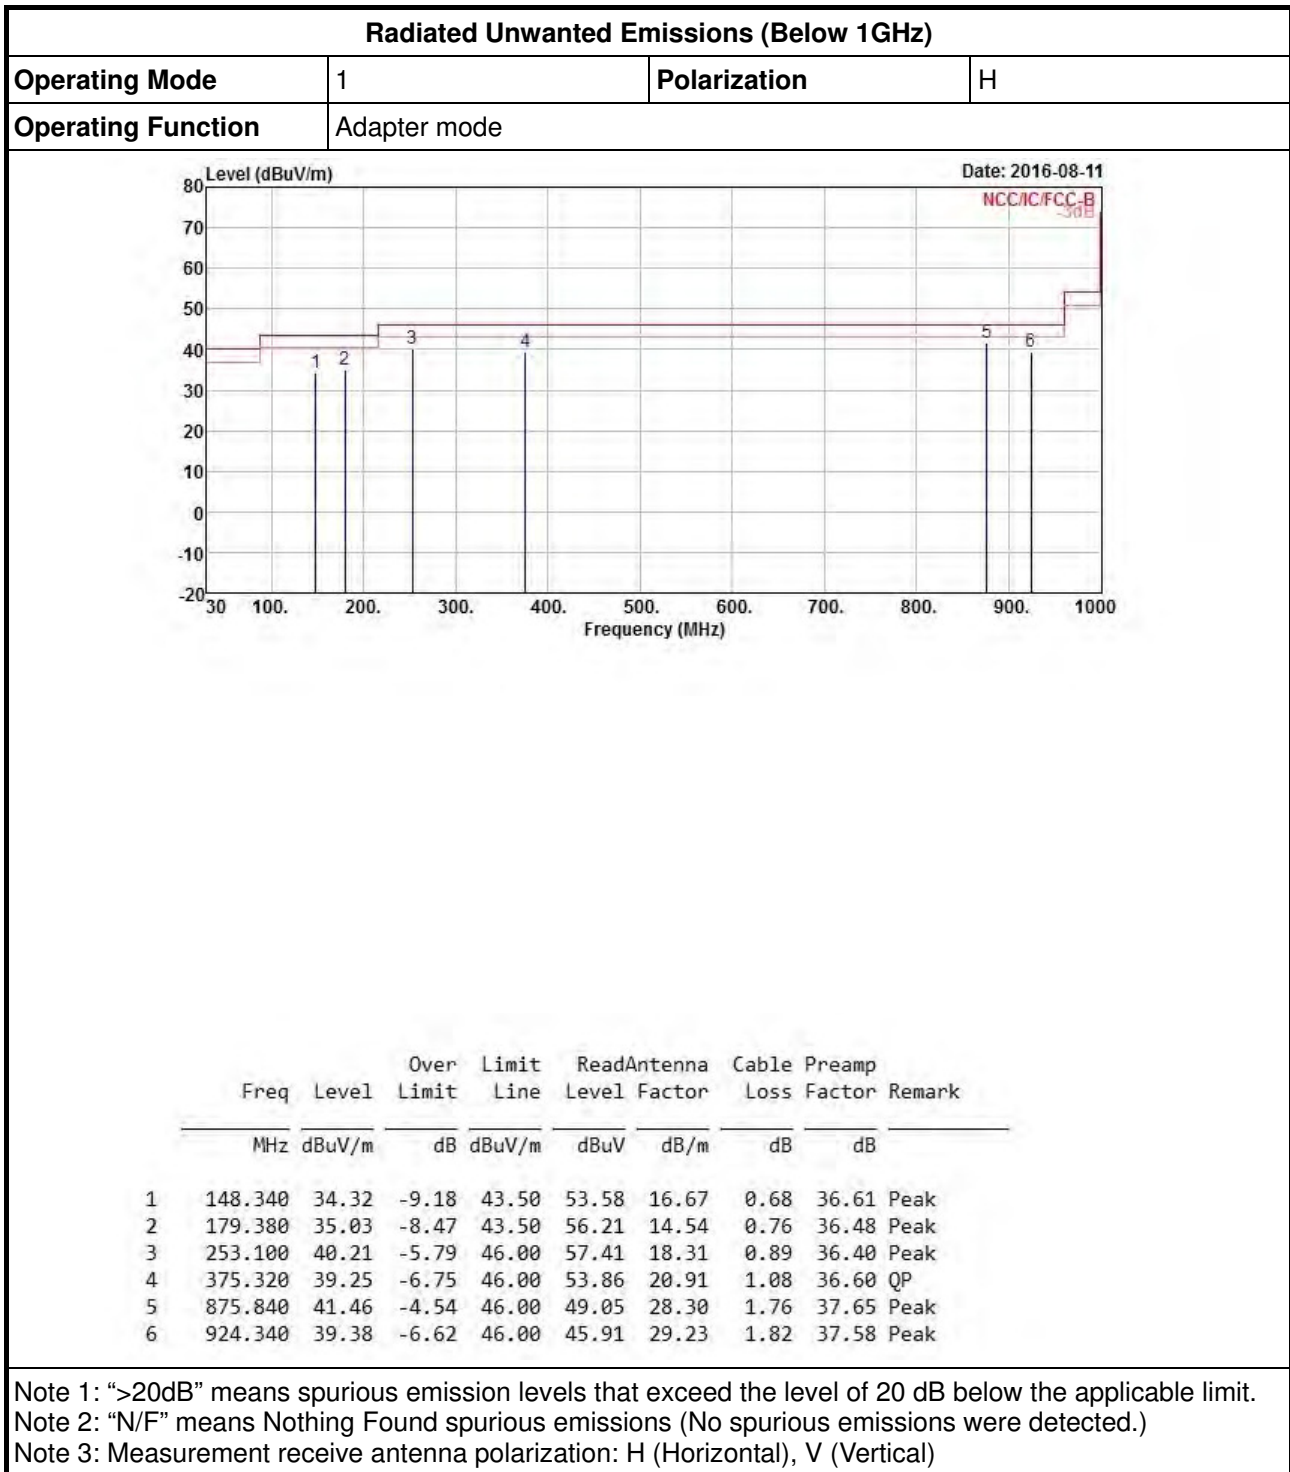 Radiated Unwanted Emissions (Below 1GHz)
Operating Mode 1 Polarization H
Operating Function Adapter mode
Level (dBuV/m) Date: 2016-08-11
NCC/IC/FCC-B
-3dB
80
70
60
50
40
30
20
10
0
-10
-20
1 2 3 4 5 6
30 100. 200. 300. 400. 500. 600. 700. 800. 900. 1000
Frequency (MHz)
Over Limit ReadAntenna Cable Preamp
Freq Level Limit Line Level Factor Loss Factor Remark
MHz dBuV/m dB dBuV/m dBuV dB/m dB dB
1 148.340 34.32 -9.18 43.50 53.58 16.67 0.68 36.61 Peak
2 179.380 35.03 -8.47 43.50 56.21 14.54 0.76 36.48 Peak
3 253.100 40.21 -5.79 46.00 57.41 18.31 0.89 36.40 Peak
4 375.320 39.25 -6.75 46.00 53.86 20.91 1.08 36.60 QP
5 875.840 41.46 -4.54 46.00 49.05 28.30 1.76 37.65 Peak
6 924.340 39.38 -6.62 46.00 45.91 29.23 1.82 37.58 Peak
Note 1: “>20dB” means spurious emission levels that exceed the level of 20 dB below the applicable limit.
Note 2: “N/F” means Nothing Found spurious emissions (No spurious emissions were detected.)
Note 3: Measurement receive antenna polarization: H (Horizontal), V (Vertical)